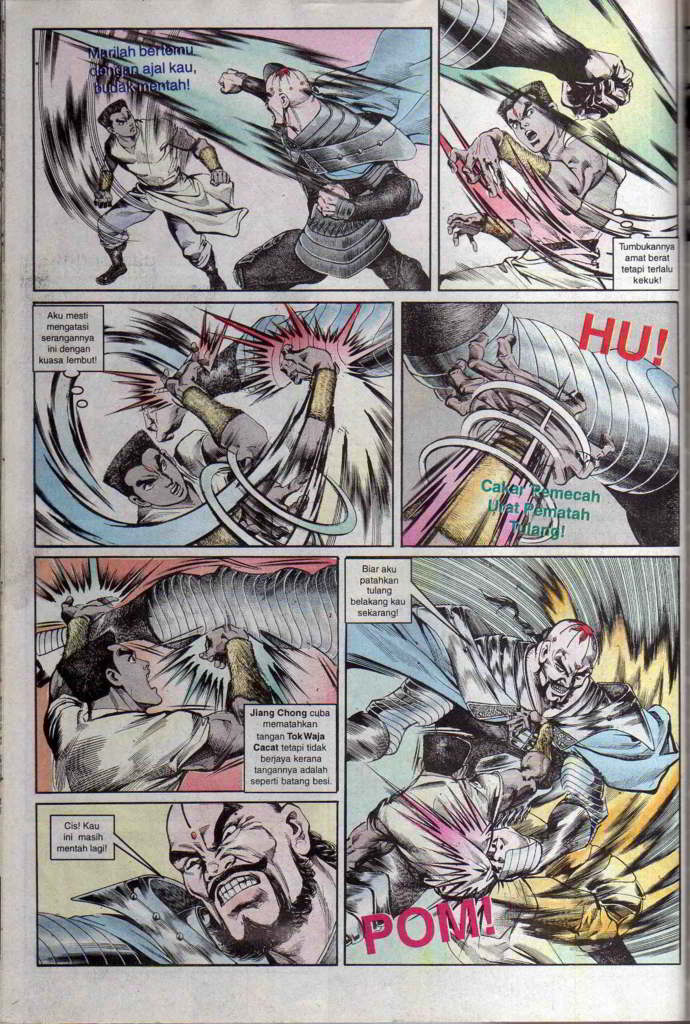 Marilah bertemu
dengan ajal kau,
budak mentah!
Tumbukannya
amat berat
tetapi terlalu
kekuk!
Aku mesti
mengatasi
serangannya
ini dengan
kuasa lembut!
HU!
Cakar Pemecah
Urat Pematah
Tulang!
Jiang Chong cuba
mematahkan
tangan Tok Waja
Cacat tetapi tidak
berjaya kerana
tangannya adalah
seperti batang besi.
Biar aku
patahkan
tulang
belakang kau
sekarang!
Cis! Kau
ini masih
mentah lagi!
POM!